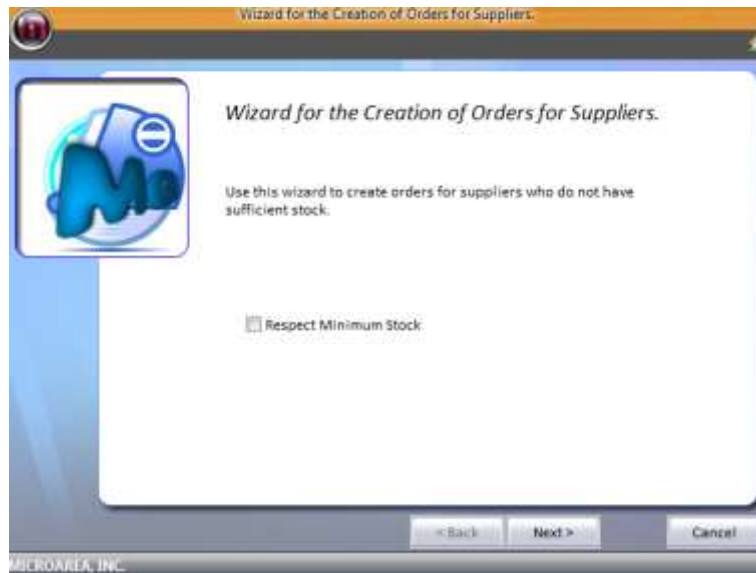 Wizard for the Creation of Orders for Suppliers.
Wizard for the Creation of Orders for Suppliers.
Use this wizard to create orders for suppliers who do not have
sufficient stock.
Respect Minimum Stock
< Back Next > Cancel
MICROAREA, INC.